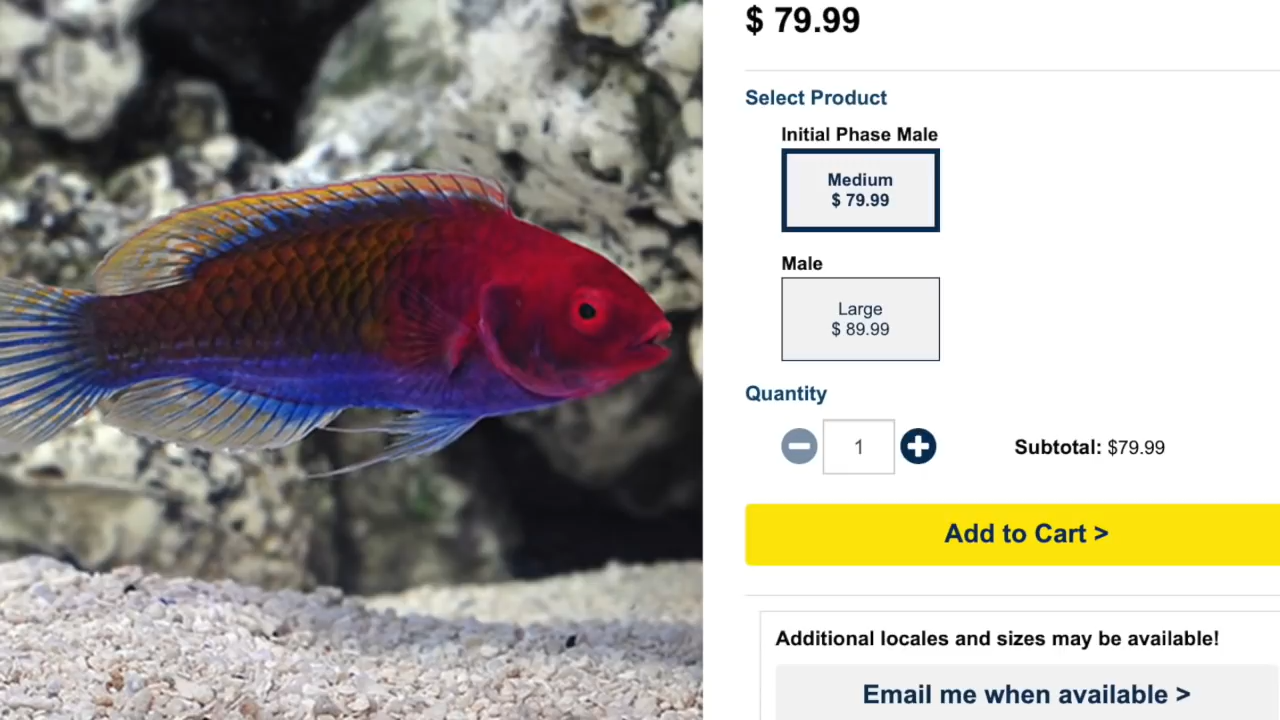 $ 79.99
Select Product
Initial Phase Male
Medium
$ 79.99
Male
Large
$ 89.99
Quantity
1
Subtotal: $79.99
Add to Cart >
Additional locales and sizes may be available!
Email me when available >